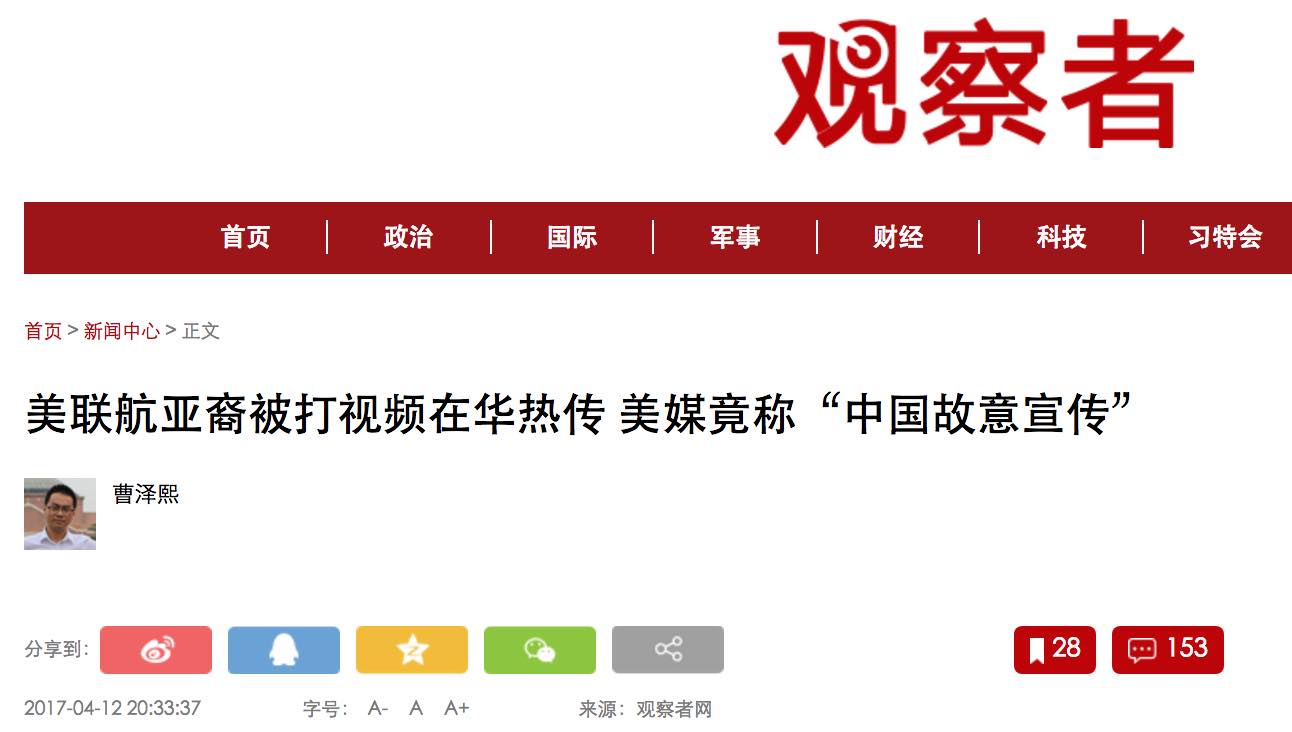 观察者
首页 政治 国际 军事 财经 科技 习特会
首页 > 新闻中心 > 正文
美联航亚裔被打视频在华热传 美媒竟称“中国故意宣传”
曹泽熙
分享到: 28 153
2017-04-12 20:33:37 字号: A- A A+ 来源: 观察者网